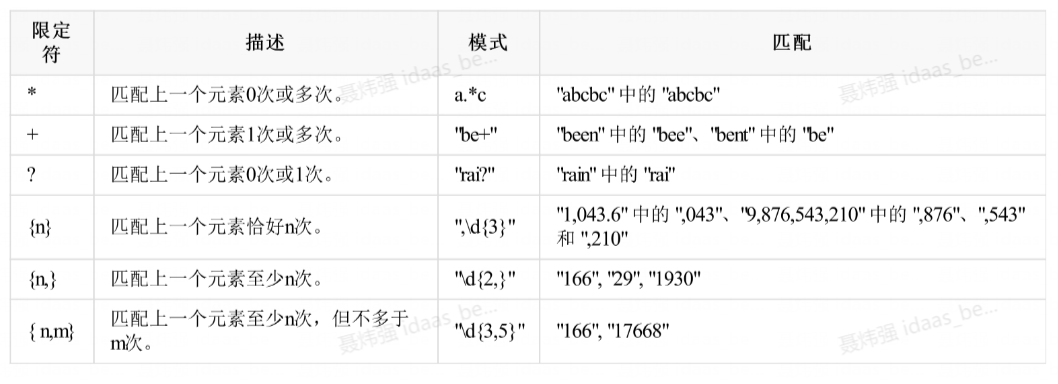 限定符 描述 模式 匹配
* 匹配上一个元素0次或多次。 a.*c "abcbc" 中的 "abcbc"
+ 匹配上一个元素1次或多次。 "be+" "been" 中的 "bee"、"bent" 中的 "be"
? 匹配上一个元素0次或1次。 "rai?" "rain" 中的 "rai"
{n} 匹配上一个元素恰好n次。 ",\d{3}" "1,043.6" 中的 ",043"、"9,876,543,210" 中的 ",876"、",543"
和 ",210"
{n,} 匹配上一个元素至少n次。 "\d{2,}" "166", "29", "1930"
{ n,m} 匹配上一个元素至少n次，但不多于 "\d{3,5}" "166", "17668"
m次。
聂炜强 idaas_be...
聂炜强 idaas_be...
聂炜强 idaas_be...
聂炜强 idaas_be...